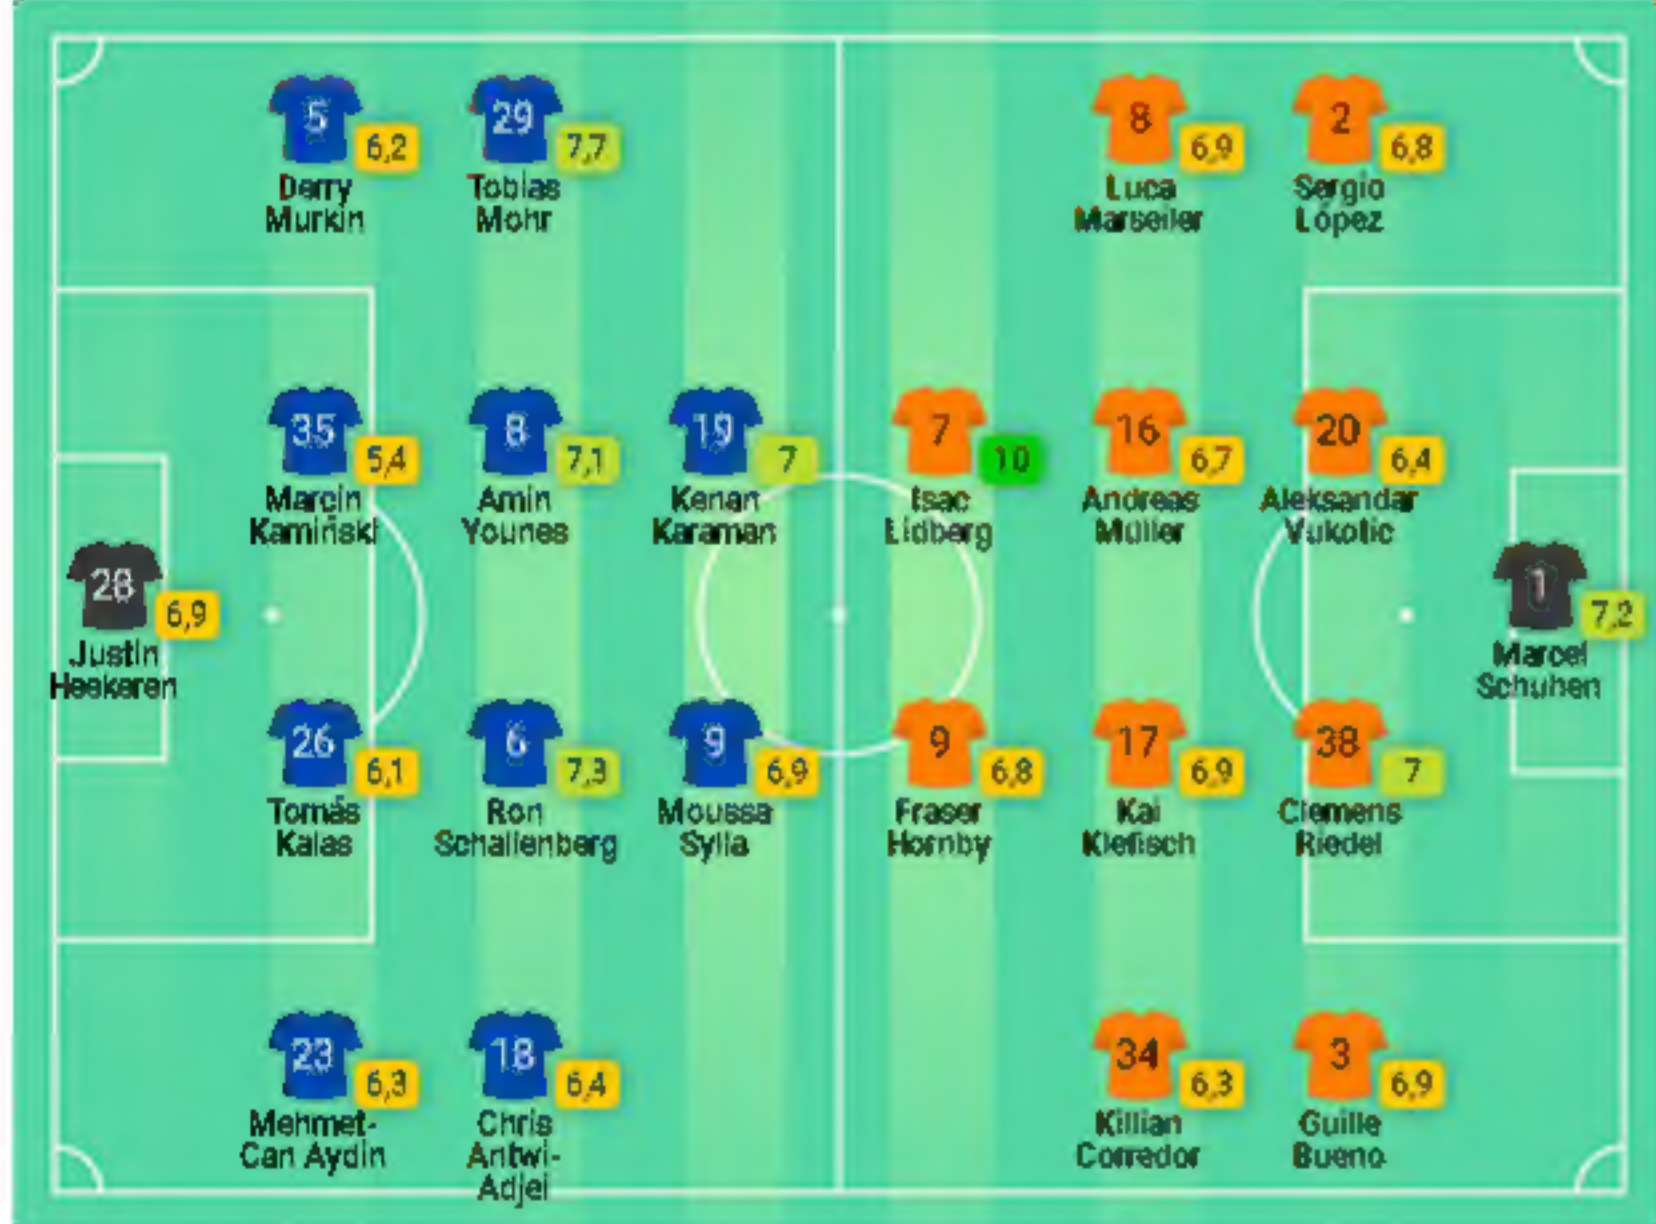 5
6,2
Derry
Murkin
29
7,7
Tobias
Mohr
8
6,9
Luca
Marseiler
2
6,8
Sergio
López
35
5,4
Marcin
Kamiński
8
7,1
Amin
Younes
19
7
Kenan
Karaman
7
10
Isac
Lidberg
16
6,7
Andreas
Müller
20
6,4
Aleksandar
Vukotic
28
6,9
Justin
Heekeren
1
7,2
Marcel
Schuhen
26
6,1
Tomáš
Kalas
6
7,3
Ron
Schallenberg
9
6,9
Moussa
Sylla
9
6,8
Fraser
Hornby
17
6,9
Kai
Klefisch
38
7
Clemens
Riedel
23
6,3
Mehmet-
Can Aydin
18
6,4
Chris
Antwi-
Adjei
34
6,3
Killian
Corredor
3
6,9
Guille
Bueno